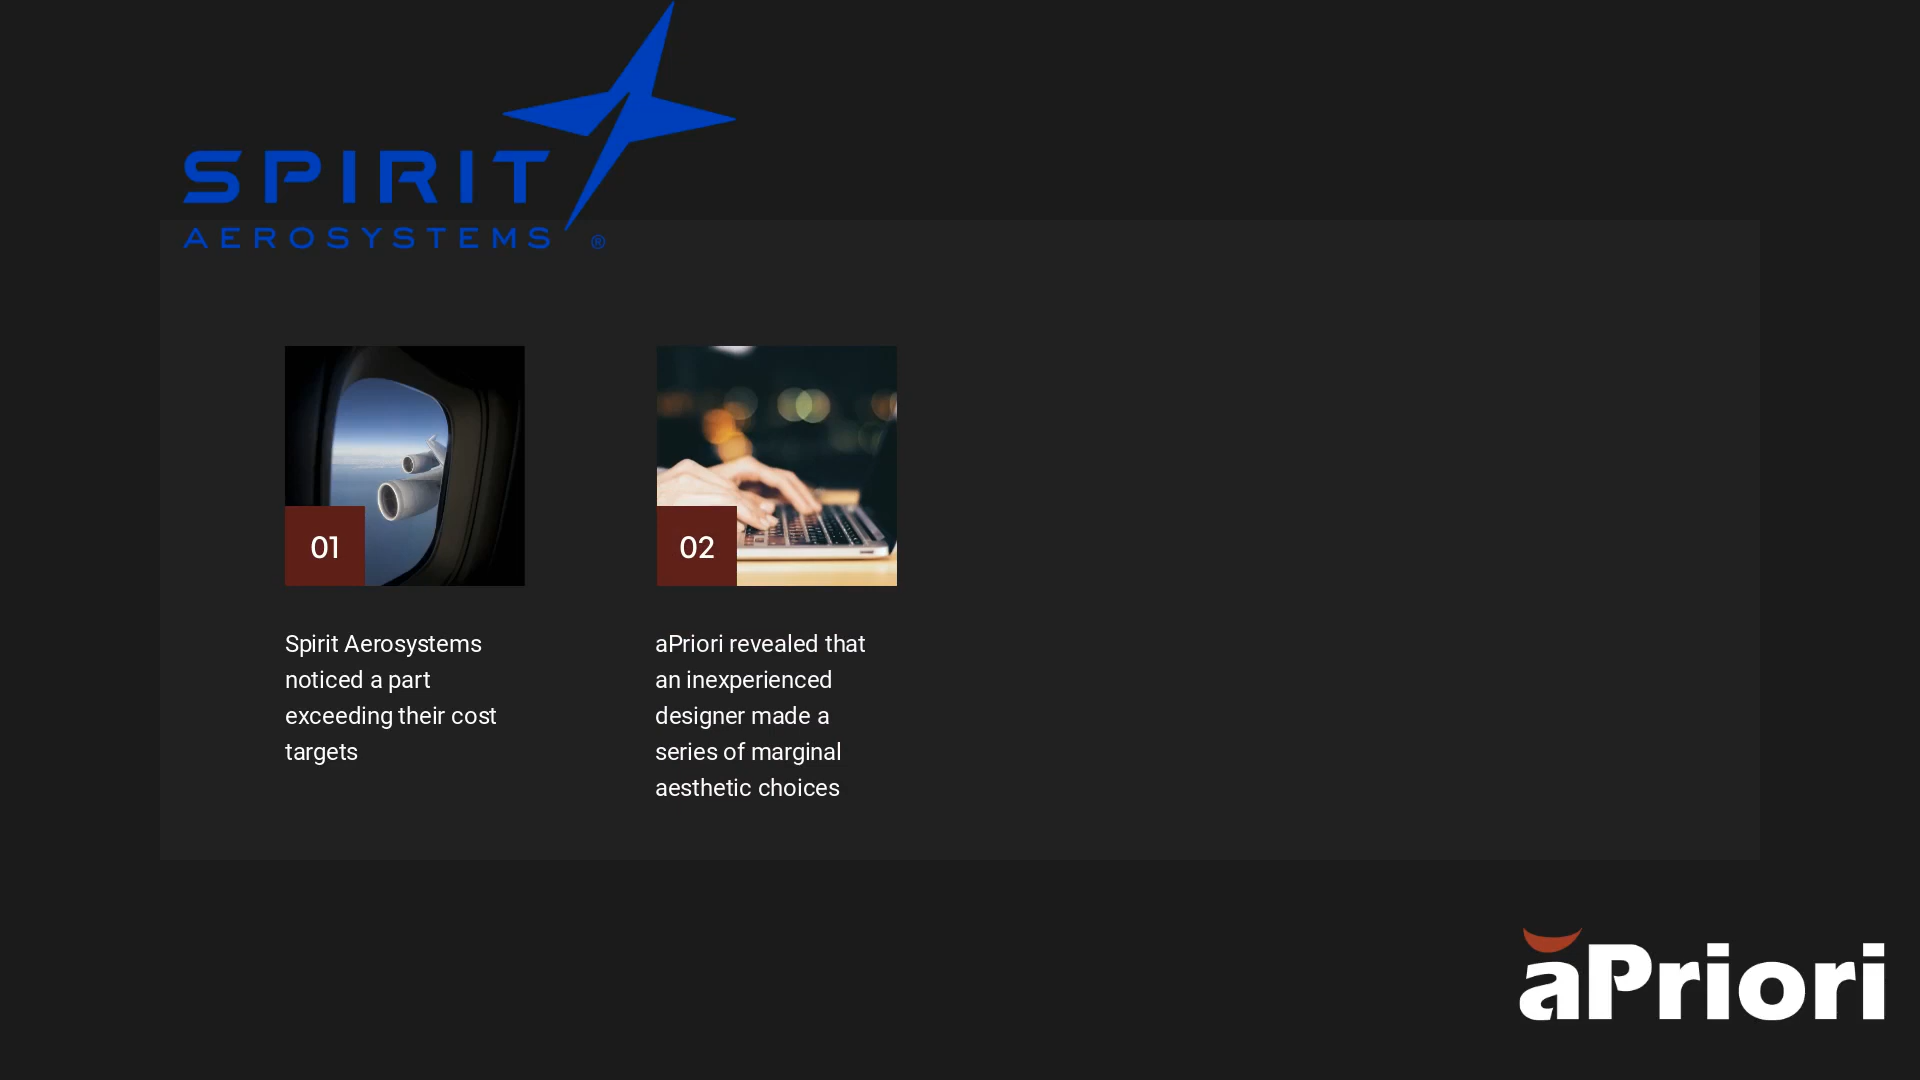 SPIRIT
AEROSYSTEMS ®
01
Spirit Aerosystems
noticed a part
exceeding their cost
targets
02
aPriori revealed that
an inexperienced
designer made a
series of marginal
aesthetic choices
aPriori